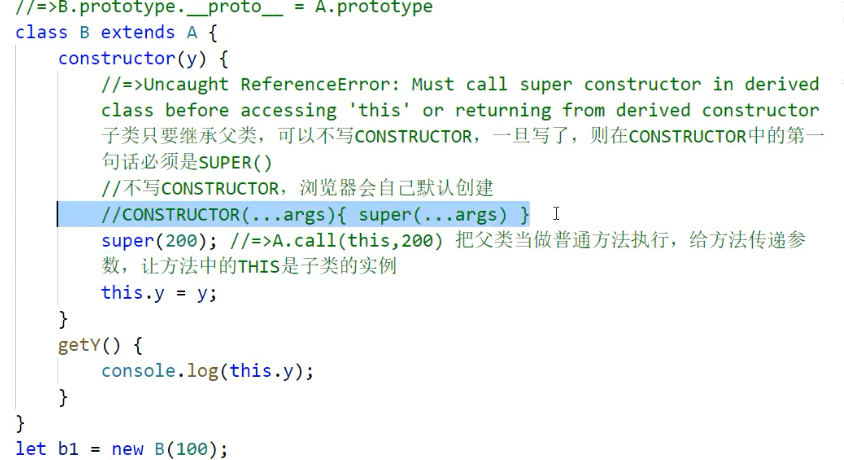 //=>B.prototype.__proto__ = A.prototype
class B extends A {
constructor(y) {
//=>Uncaught ReferenceError: Must call super constructor in derived
class before accessing 'this' or returning from derived constructor
子类只要继承父类，可以不写CONSTRUCTOR，一旦写了，则在CONSTRUCTOR中的第一
句话必须是SUPER()
//不写CONSTRUCTOR，浏览器会自己默认创建
//CONSTRUCTOR(...args){ super(...args) }
super(200); //=>A.call(this,200) 把父类当做普通方法执行，给方法传递参
数，让方法中的THIS是子类的实例
this.y = y;
}
getY() {
console.log(this.y);
}
}
let b1 = new B(100);